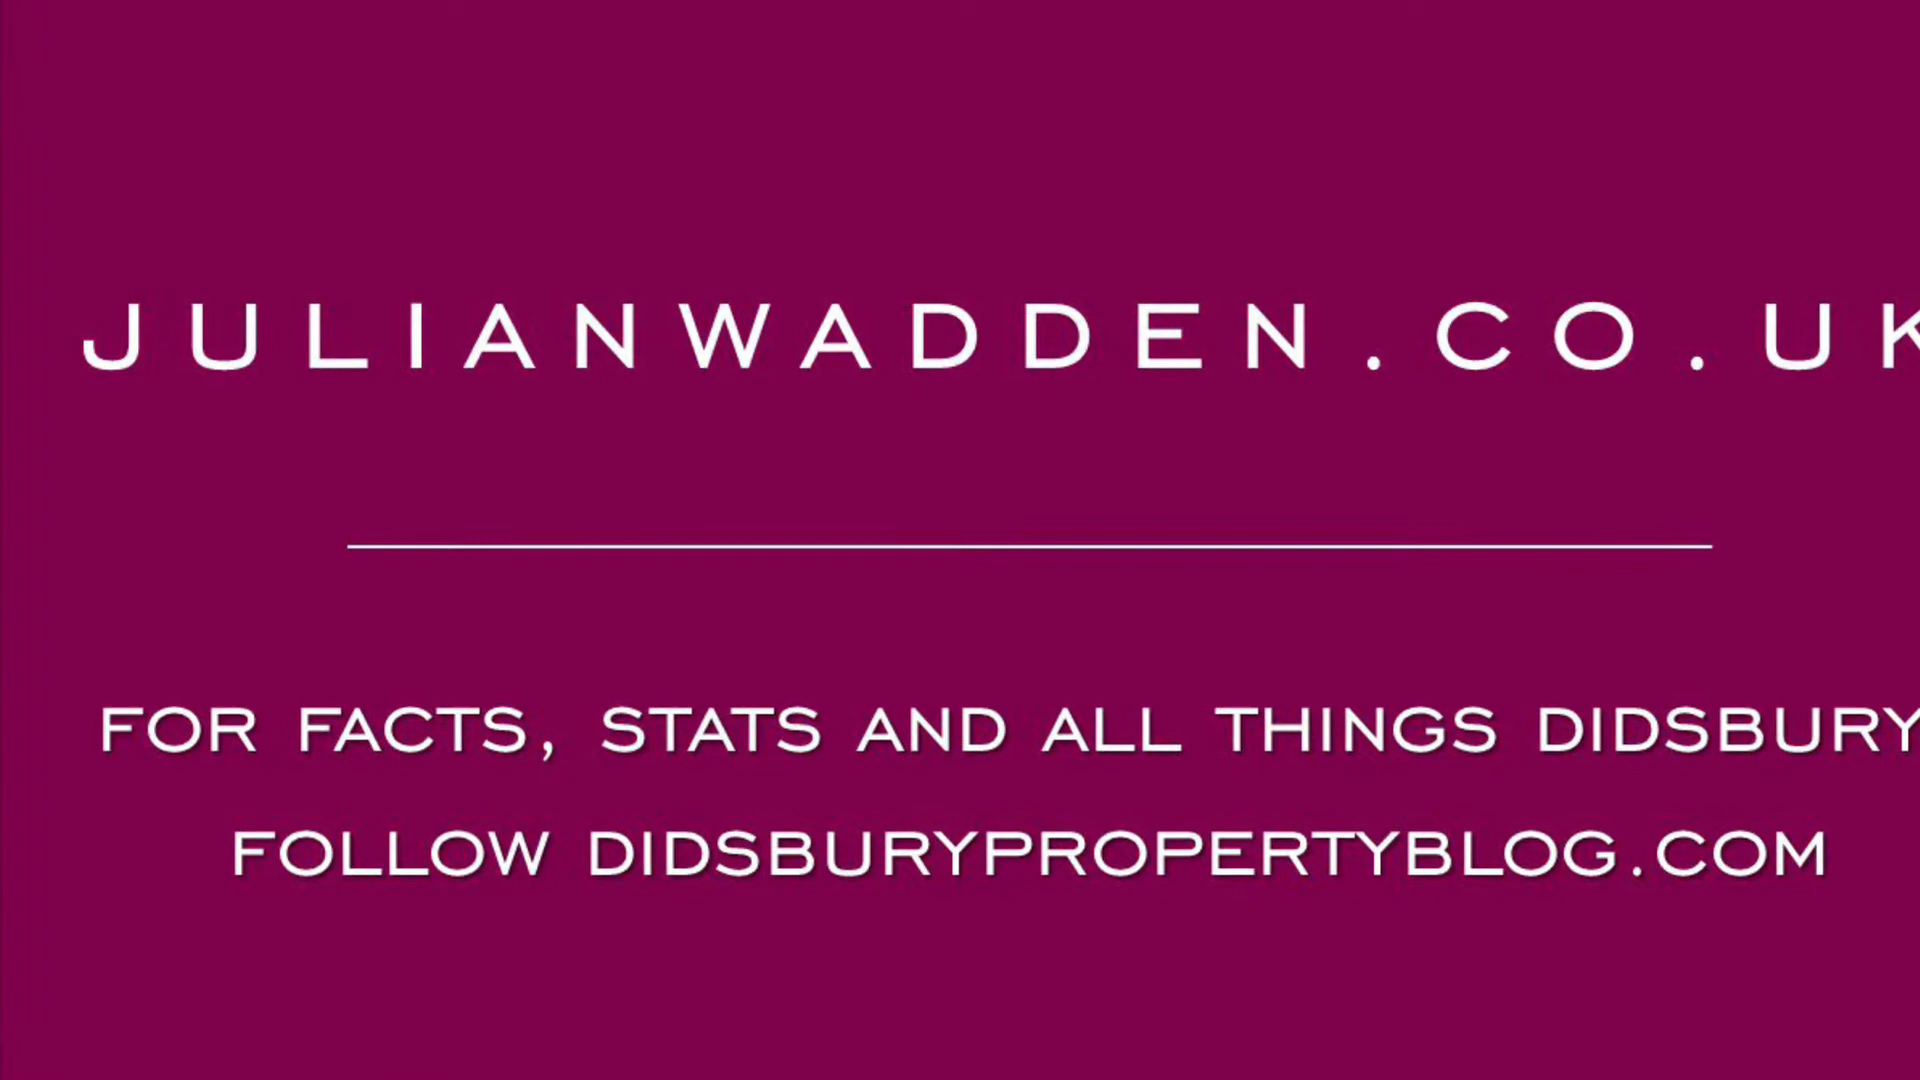 JULIANWADDEN.CO.UK
FOR FACTS, STATS AND ALL THINGS DIDSBURY
FOLLOW DIDSBURYPROPERTYBLOG.COM